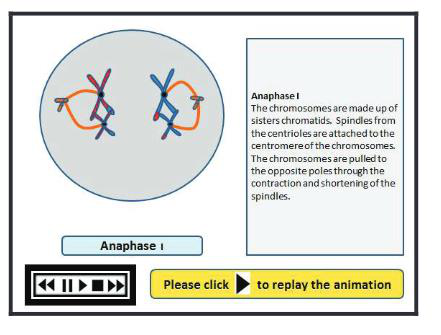 Anaphase I
The chromosomes are made up of
sisters chromatids. Spindles from
the centrioles are attached to the
centromere of the chromosomes.
The chromosomes are pulled to
the opposite poles through the
contraction and shortening of the
spindles.
Anaphase ı
Please click to replay the animation